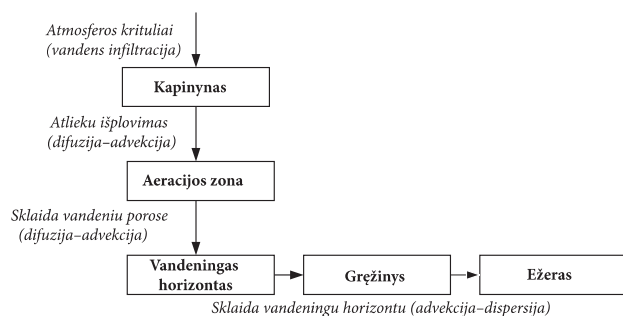 Atmosferos krituliai
(vandens infiltracija)
Kapinynas
Atlieku išplovimas
(difuzija–advekcija)
Aeracijos zona
Sklaida vandeniu porose
(difuzija–advekcija)
Vandeningas
horizontas
Gręžinys
Ežeras
Sklaida vandeningu horizontu (advekcija–dispersija)